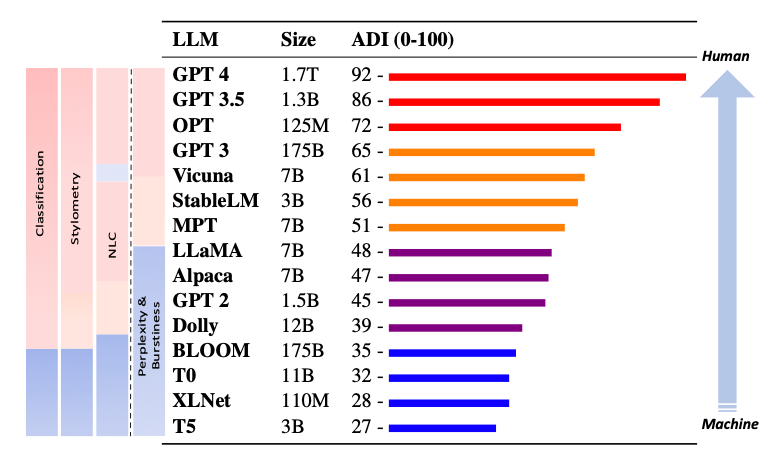 LLM Size ADI (0-100)
Human
GPT 4 1.7T 92 -
GPT 3.5 1.3B 86 -
OPT 125M 72 -
GPT 3 175B 65 -
Vicuna 7B 61 -
StableLM 3B 56 -
MPT 7B 51 -
LLaMA 7B 48 -
Alpaca 7B 47 -
GPT 2 1.5B 45 -
Dolly 12B 39 -
BLOOM 175B 35 -
T0 11B 32 -
XLNet 110M 28 -
T5 3B 27 -
Machine
Classification
Stylometry
NLC
Perplexity &
Burstiness